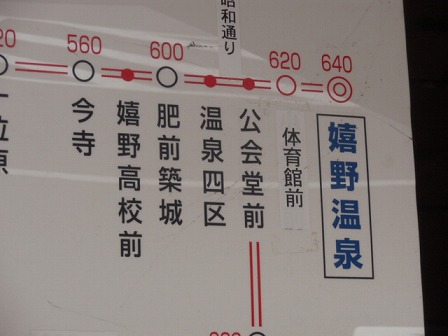 昭和通り
20
560
600
620
640
今寺
嬉野高校前
肥前築城
温泉四区
公会堂前
体育館前
嬉野温泉